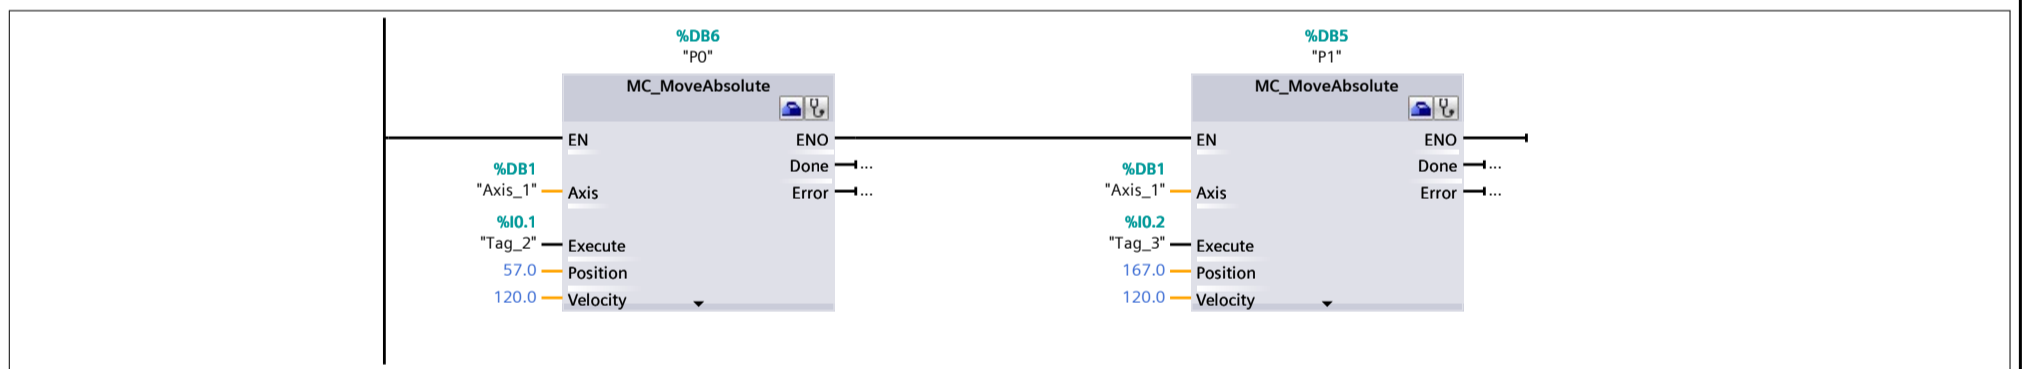 %DB6
"P0"
MC_MoveAbsolute
EN
ENO
Done
...
%DB1
"Axis_1"
Axis
Error
...
%I0.1
"Tag_2"
Execute
57.0
Position
120.0
Velocity
%DB5
"P1"
MC_MoveAbsolute
EN
ENO
Done
...
%DB1
"Axis_1"
Axis
Error
...
%I0.2
"Tag_3"
Execute
167.0
Position
120.0
Velocity